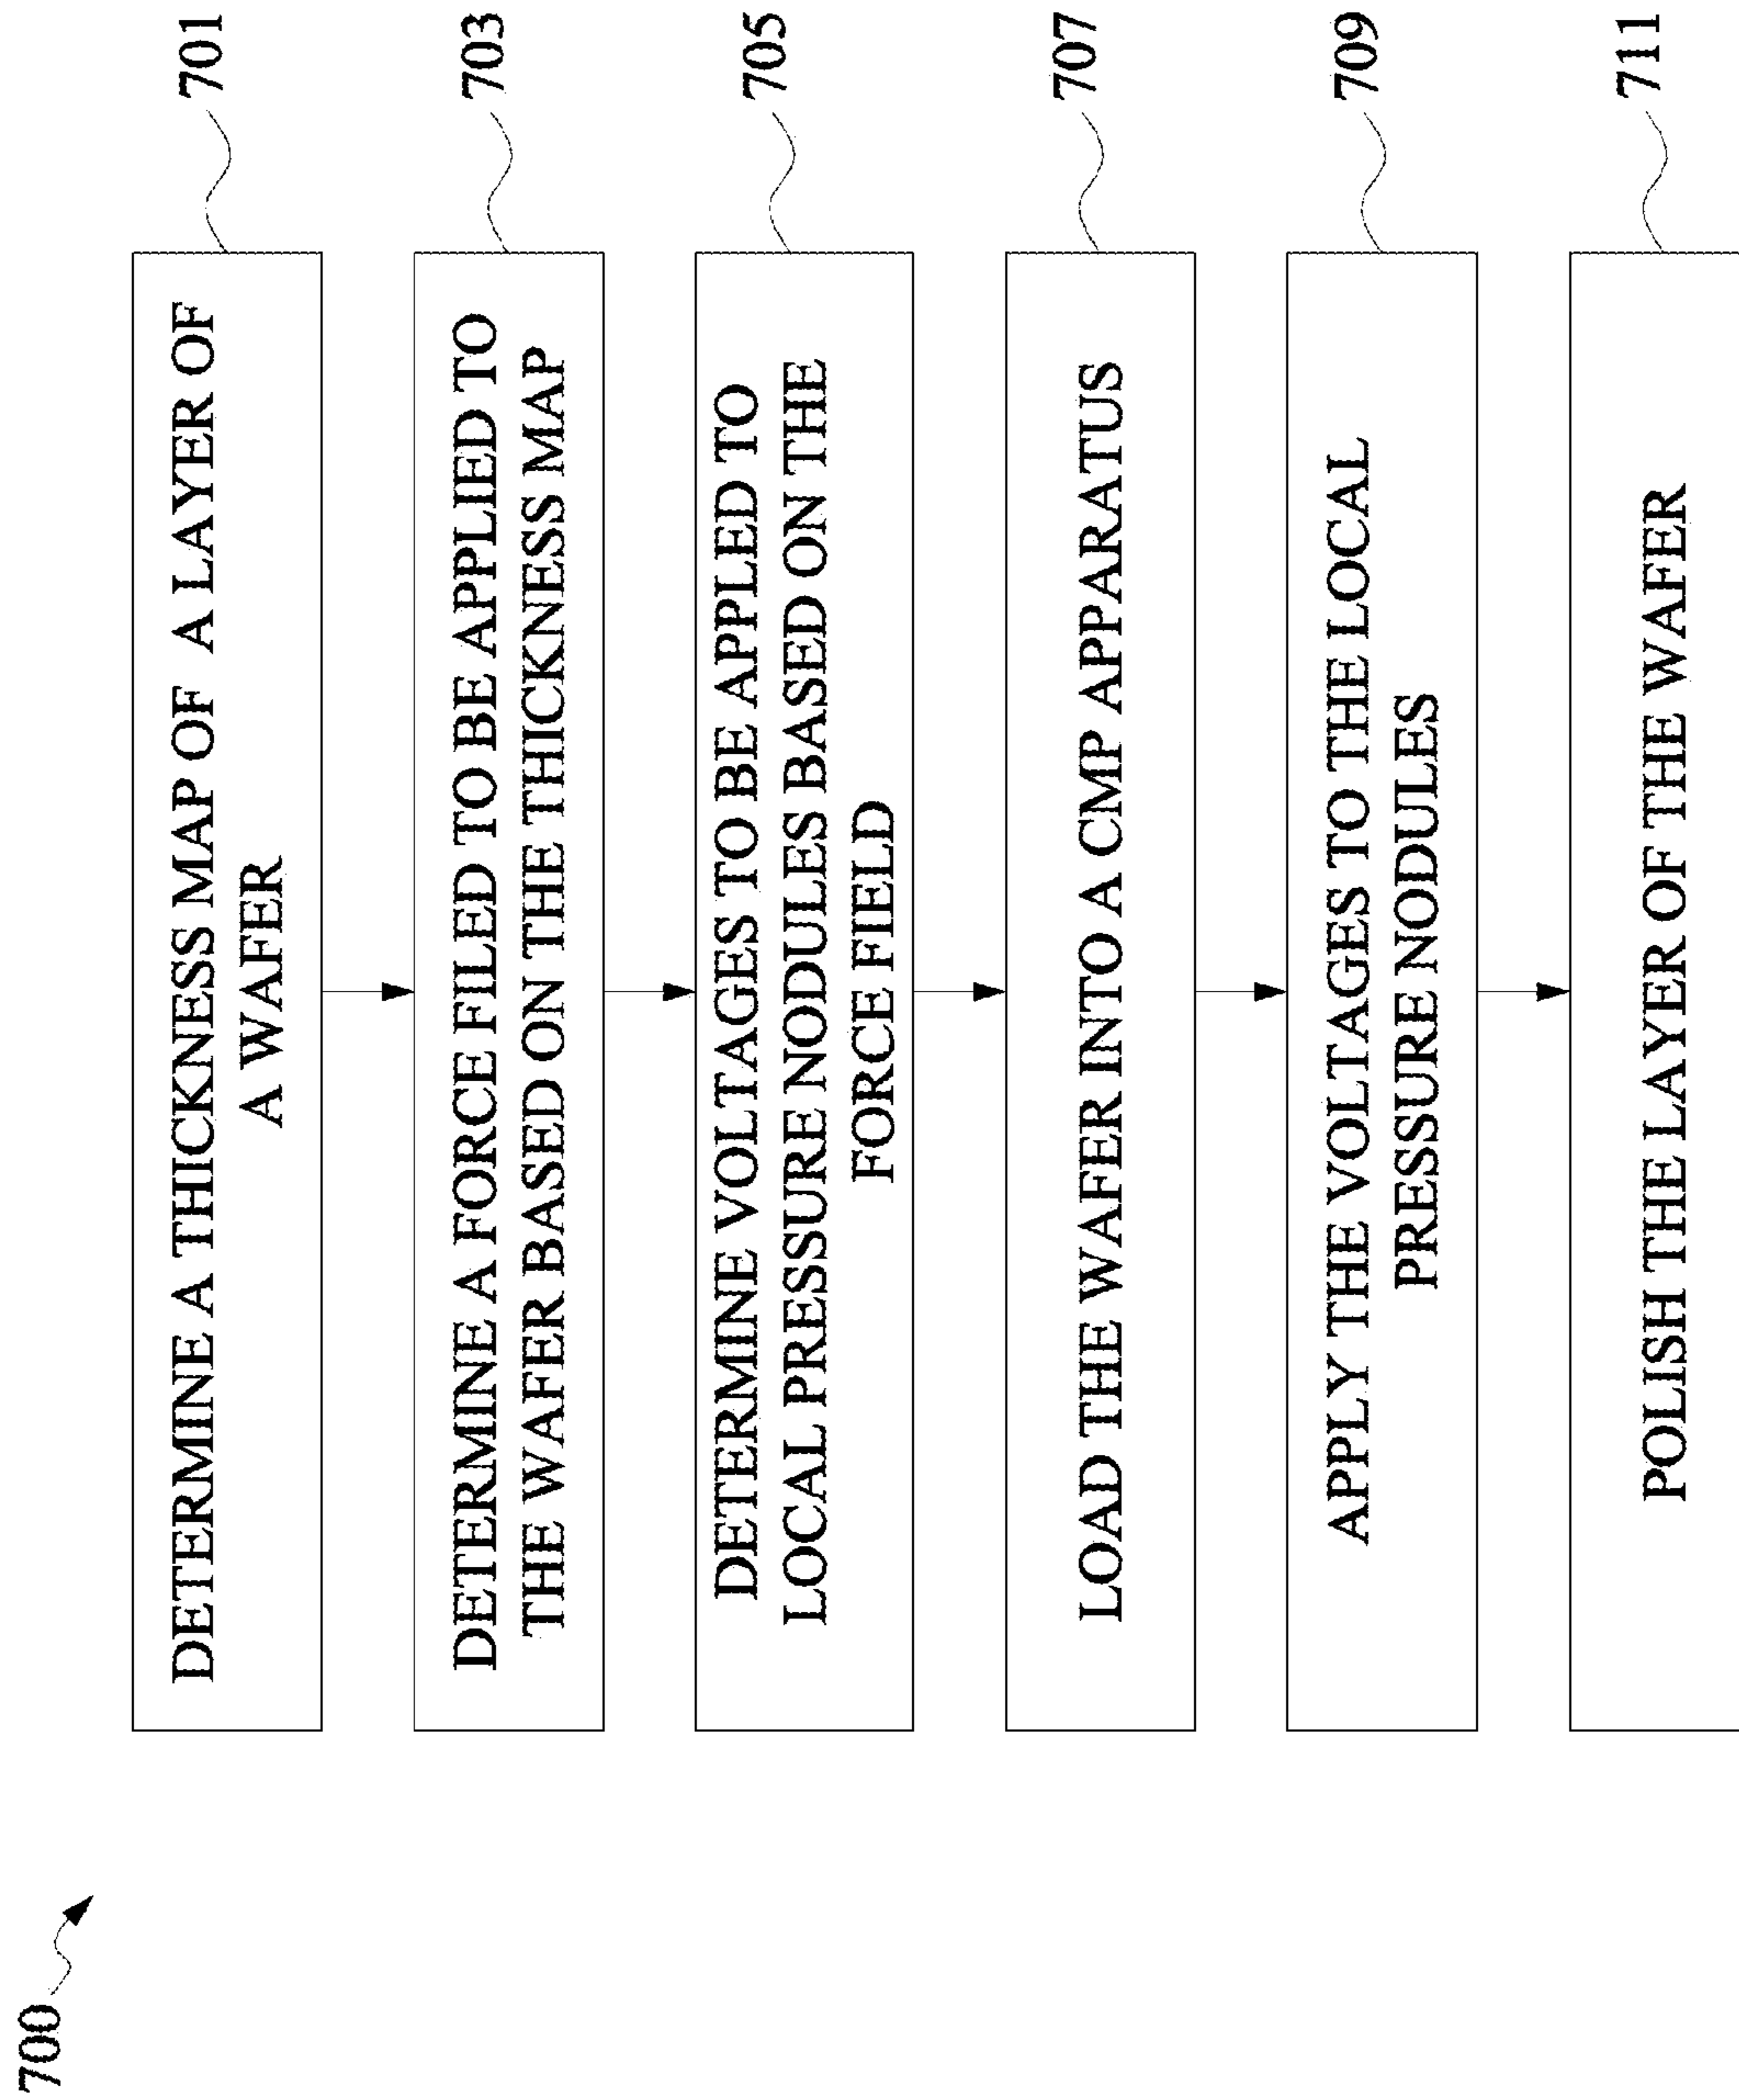 700
DETERMINE A THICKNESS MAP OF A LAYER OF
A WAFER
701
DETERMINE A FORCE FILED TO BE APPLIED TO
THE WAFER BASED ON THE THICKNESS MAP
703
DETERMINE VOLTAGES TO BE APPLED TO
LOCAL PRESSURE NODULES BASED ON THE
FORCE FIELD
705
LOAD THE WAFER INTO A CMP APPARATUS
707
APPLY THE VOLTAGES TO THE LOCAL
PRESSURE NODULES
709
POLISH THE LAYER OF THE WAFER
711